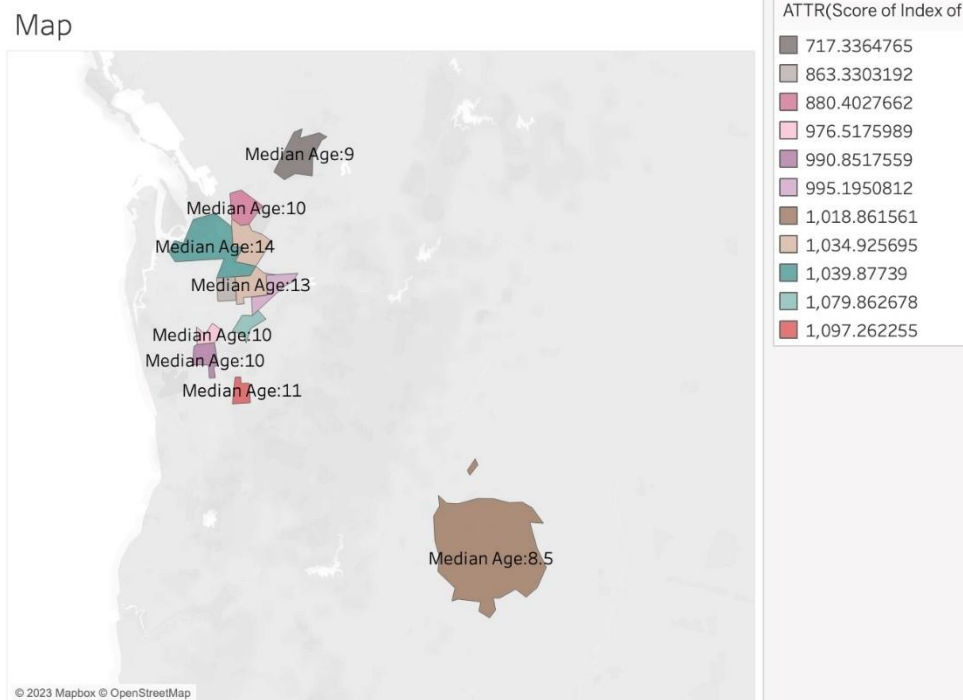 Map
Median Age:9
Median Age:10
Median Age:14
Median Age:13
Median Age:10
Median Age:10
Median Age:11
Median Age:8.5
© 2023 Mapbox © OpenStreetMap
ATTR(Score of Index of
717.3364765
863.3303192
880.4027662
976.5175989
990.8517559
995.1950812
1,018.861561
1,034.925695
1,039.87739
1,079.862678
1,097.262255